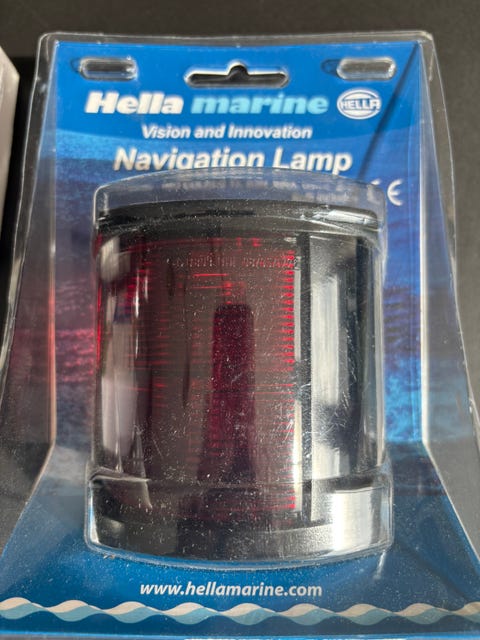 Hella marine
HELLA
Vision and Innovation
Navigation Lamp
CE
www.hellamarine.com